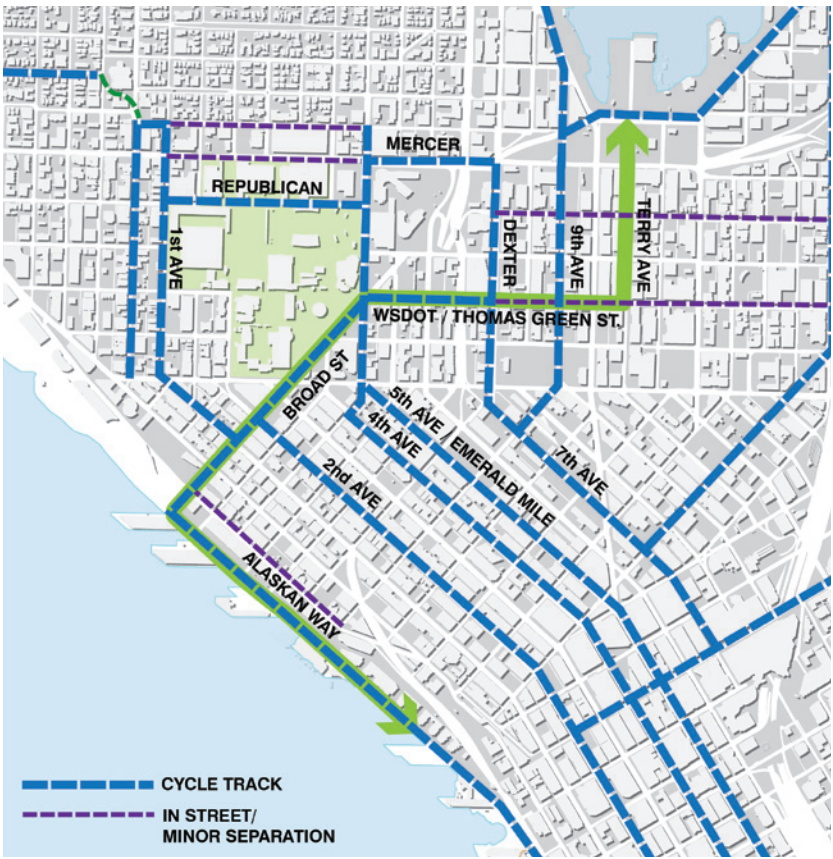 MERCER
REPUBLICAN
1st AVE
DEXTER
9th AVE
TERRY AVE
WSDOT / THOMAS GREEN ST.
BROAD ST
5th AVE / EMERALD MILE
4th AVE
2nd AVE
7th AVE
ALASKAN WAY
CYCLE TRACK
IN STREET/
MINOR SEPARATION